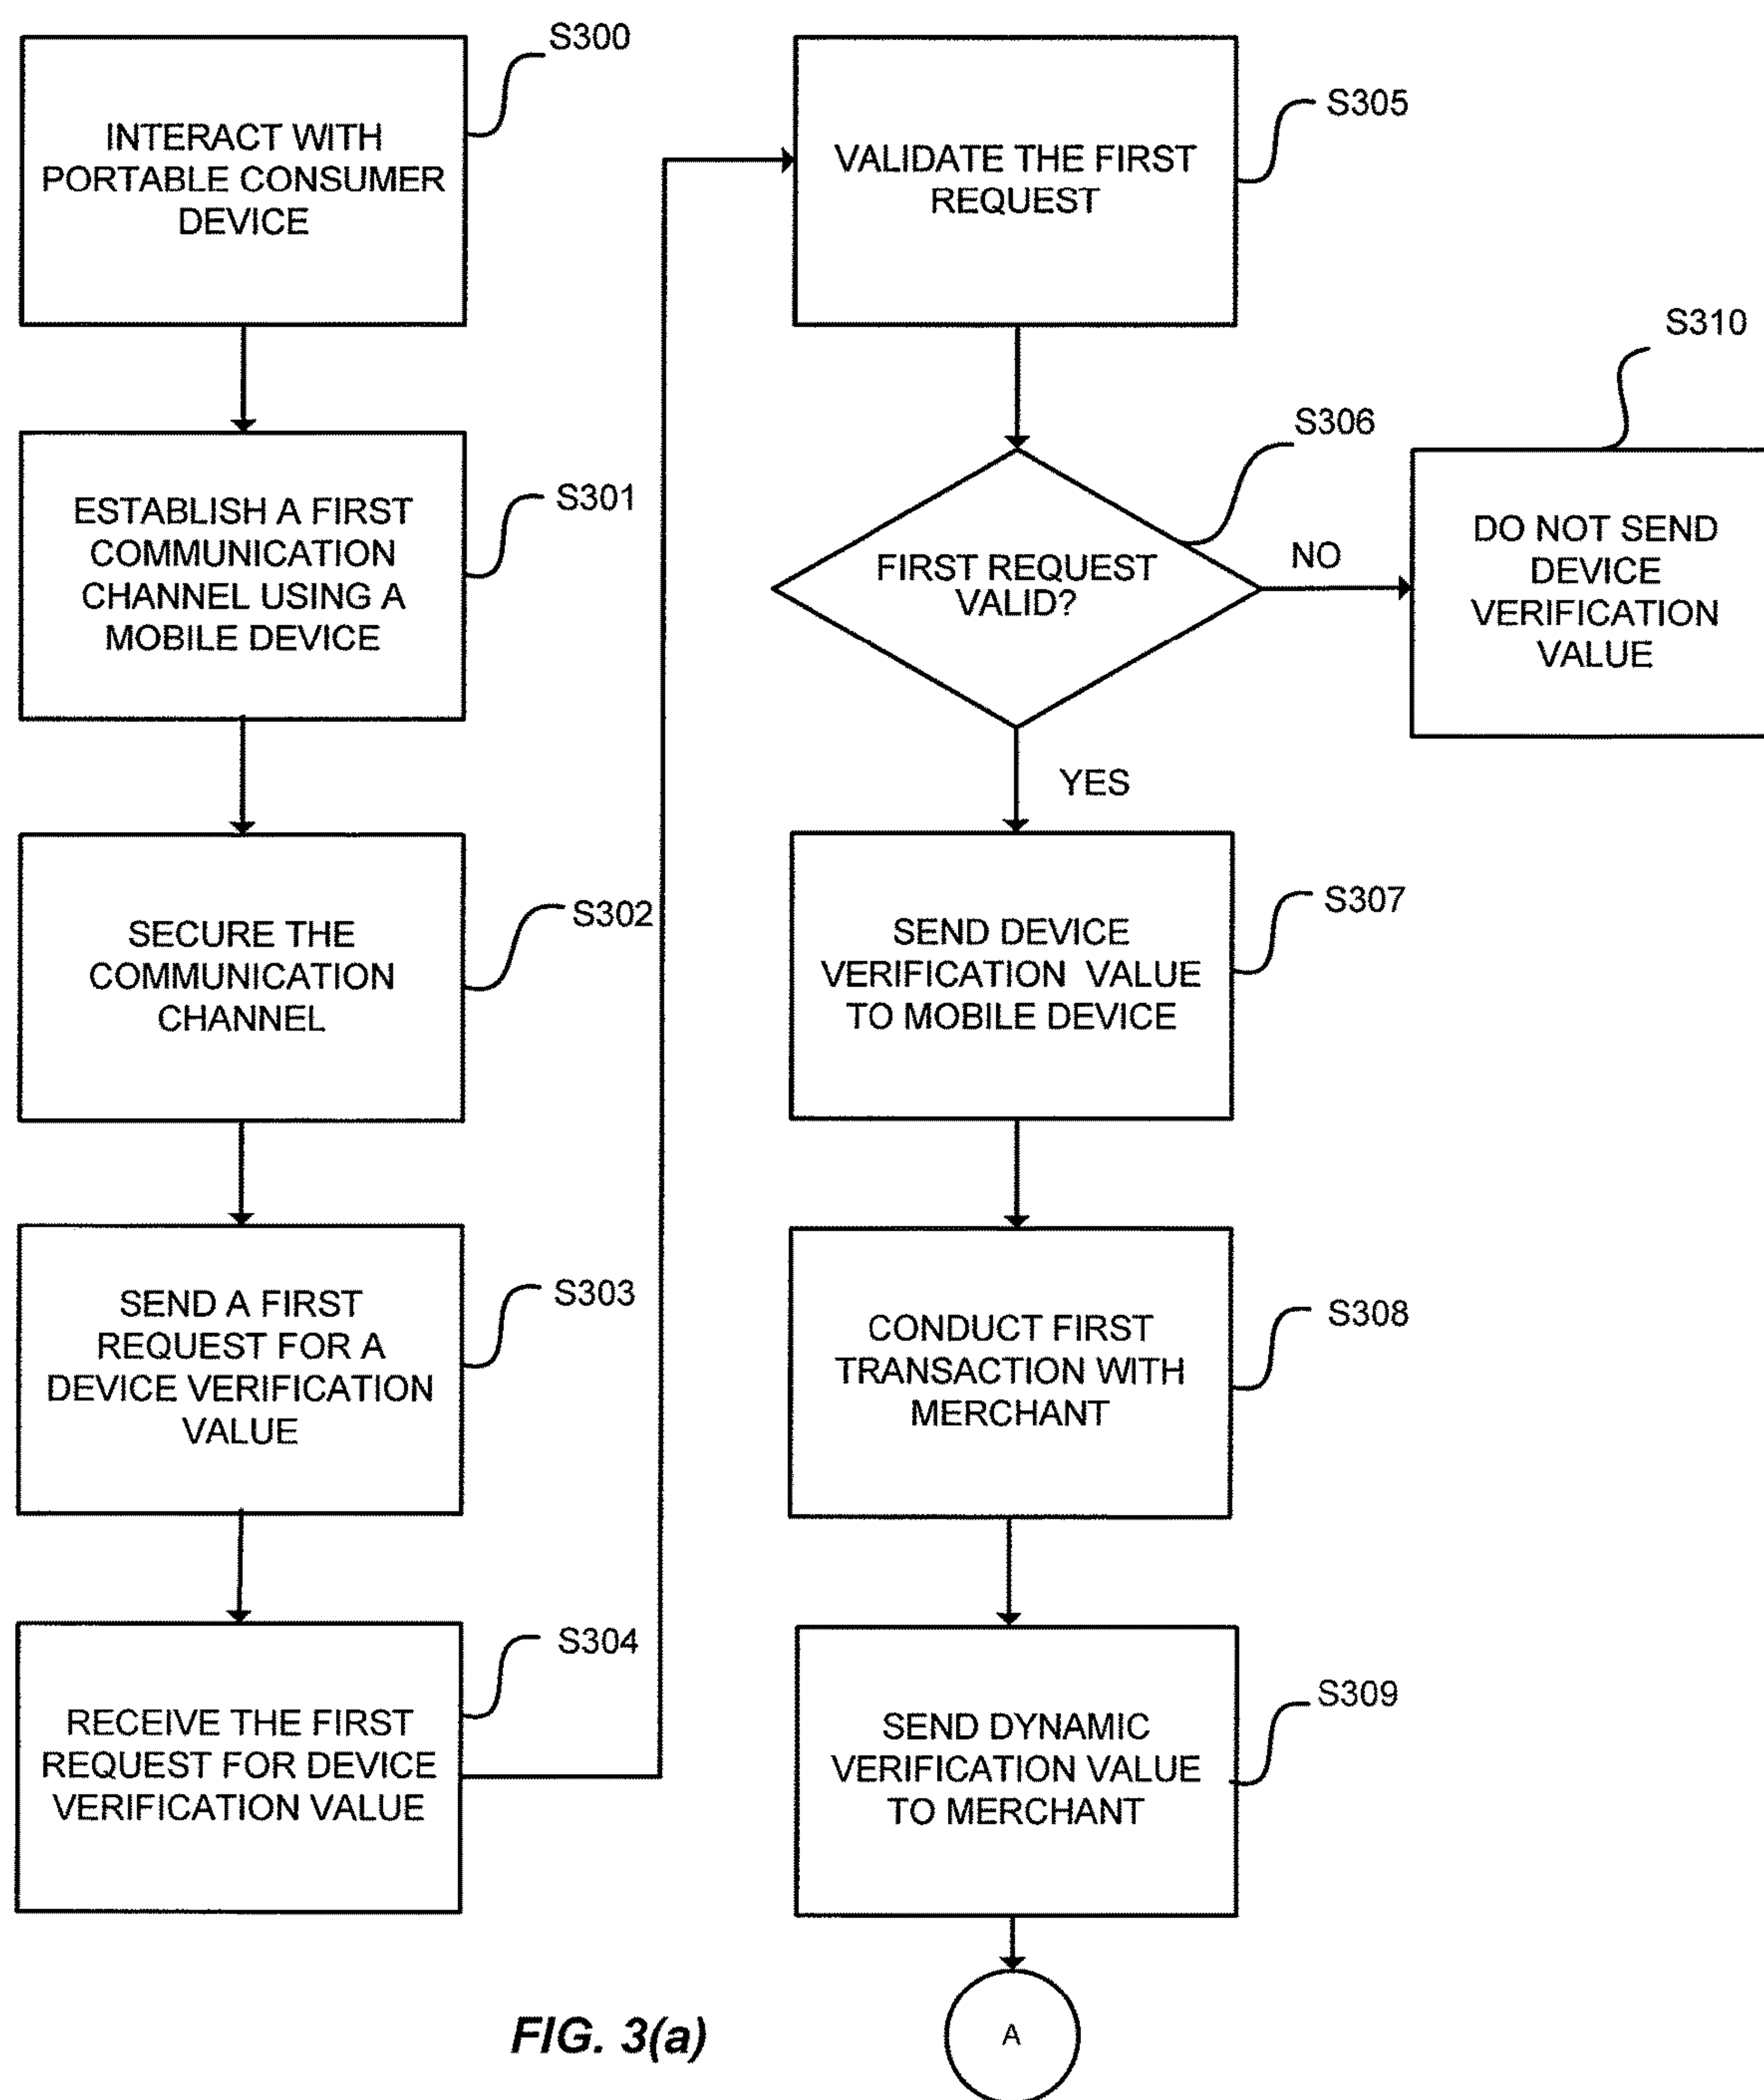 S300
INTERACT WITH
PORTABLE CONSUMER
DEVICE
S301
ESTABLISH A FIRST
COMMUNICATION
CHANNEL USING A
MOBILE DEVICE
S302
SECURE THE
COMMUNICATION
CHANNEL
S303
SEND A FIRST
REQUEST FOR A
DEVICE VERIFICATION
VALUE
S304
RECEIVE THE FIRST
REQUEST FOR DEVICE
VERIFICATION VALUE
S305
VALIDATE THE FIRST
REQUEST
S306
FIRST REQUEST
VALID?
NO
S310
DO NOT SEND
DEVICE
VERIFICATION
VALUE
YES
S307
SEND DEVICE
VERIFICATION VALUE
TO MOBILE DEVICE
S308
CONDUCT FIRST
TRANSACTION WITH
MERCHANT
S309
SEND DYNAMIC
VERIFICATION VALUE
TO MERCHANT
A
FIG. 3(a)